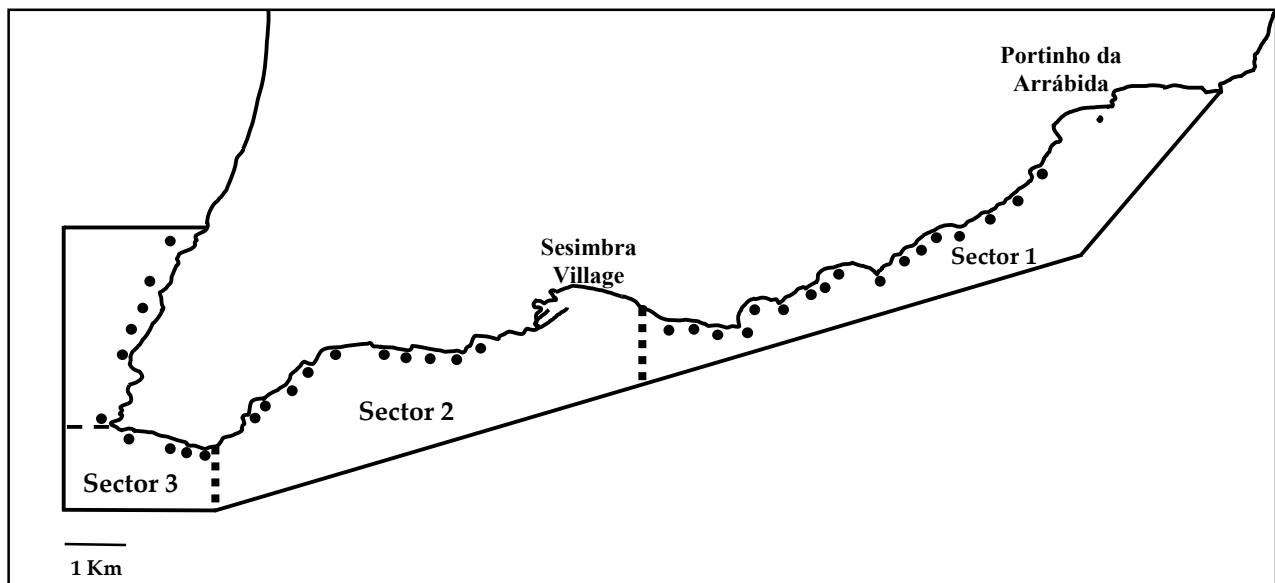 Portinho da
Arrábida
Sesimbra
Village
Sector 1
Sector 2
Sector 3
1 Km